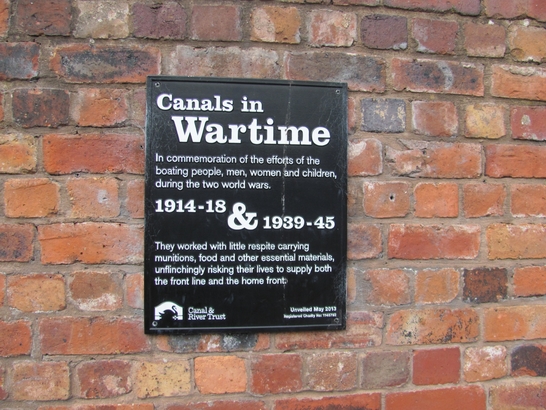 Canals in
Wartime
In commemoration of the efforts of the
boating people, men, women and children,
during the two world wars.
1914-18 & 1939-45
They worked with little respite carrying
munitions, food and other essential materials,
unflinchingly risking their lives to supply both
the front line and the home front.
Canal &
River Trust
Unveiled May 2013
Registered Charity No: